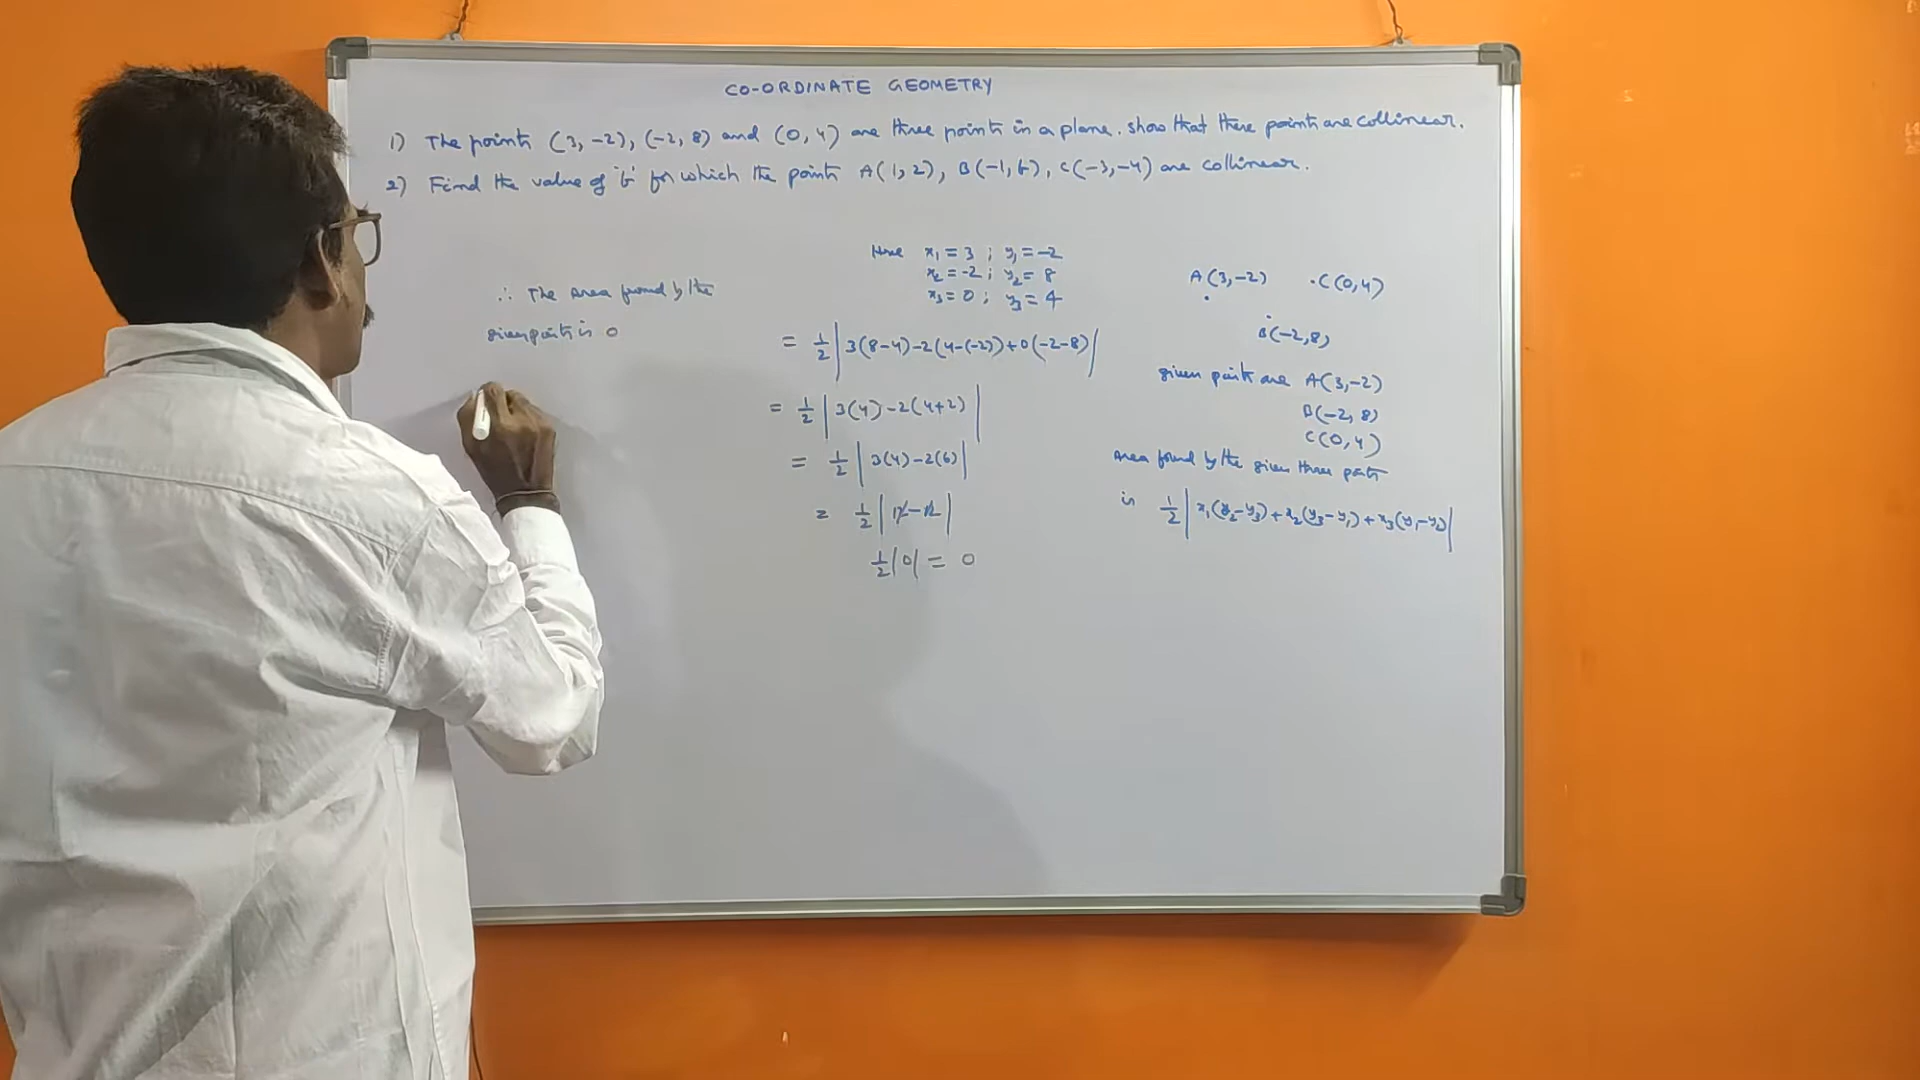 CO-ORDINATE GEOMETRY
1) The points (3, -2), (-2, 8) and (0, 4) are three points in a plane. show that these points are collinear.
2) Find the value of 'b' for which the points A(1, 2), B(-1, b), C(-3, -4) are collinear.
∴ The area formed by the
given points is 0
Here x₁ = 3 ; y₁ = -2
x₂ = -2 ; y₂ = 8
x₃ = 0 ; y₃ = 4
= 1/2 | 3(8-4)-2(4-(-2))+0(-2-8) |
= 1/2 | 3(4)-2(4+2) |
= 1/2 | 3(4)-2(6) |
= 1/2 | 12-12 |
1/2 |0| = 0
A(3, -2) .C(0, 4)
B(-2, 8)
given points are A(3, -2)
B(-2, 8)
C(0, 4)
Area formed by the given three points
is 1/2 | x₁(y₂-y₃)+x₂(y₃-y₁)+x₃(y₁-y₂) |